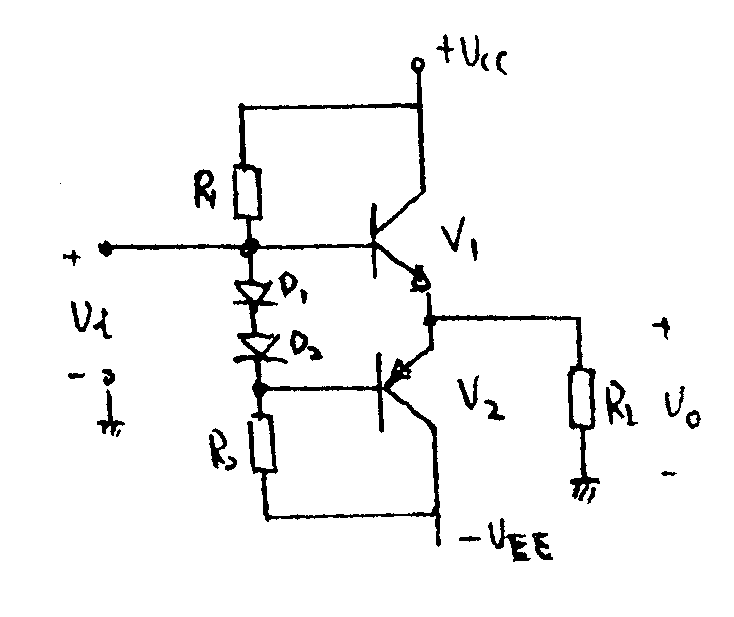 +Ucc
R1
V1
+
D1
Ui
D2
+
-
V2
R2
RL
Uo
-
-UEE